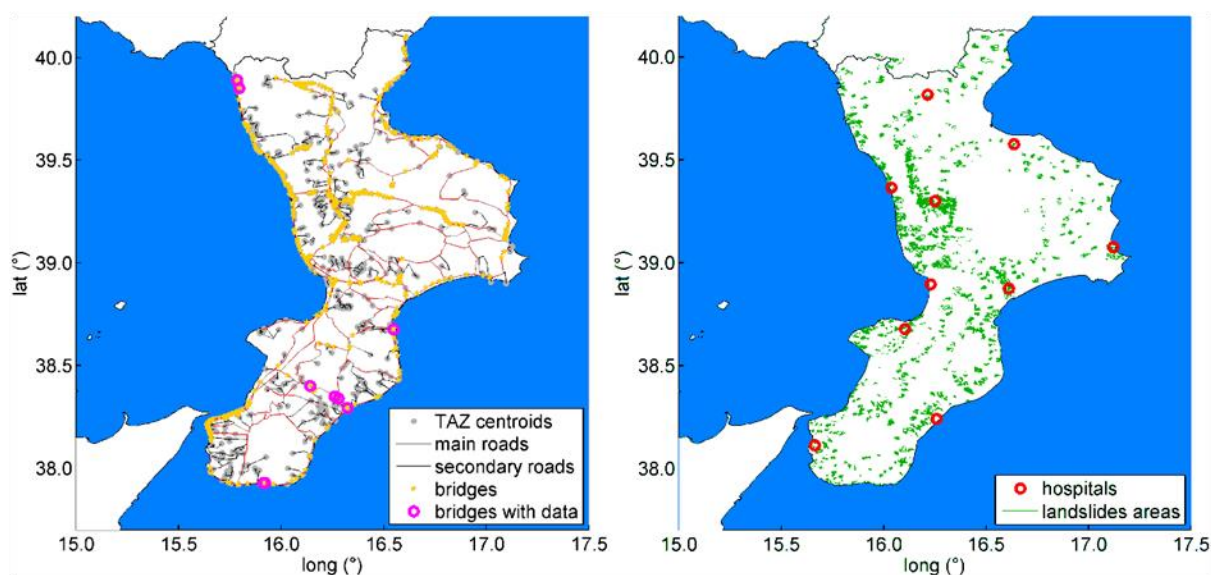 40.0
39.5
39.0
38.5
38.0
lat (°)
15.0 15.5 16.0 16.5 17.0 17.5
long (°)
TAZ centroids
main roads
secondary roads
bridges
bridges with data
40.0
39.5
39.0
38.5
38.0
lat (°)
15.0 15.5 16.0 16.5 17.0 17.5
long (°)
hospitals
landslides areas